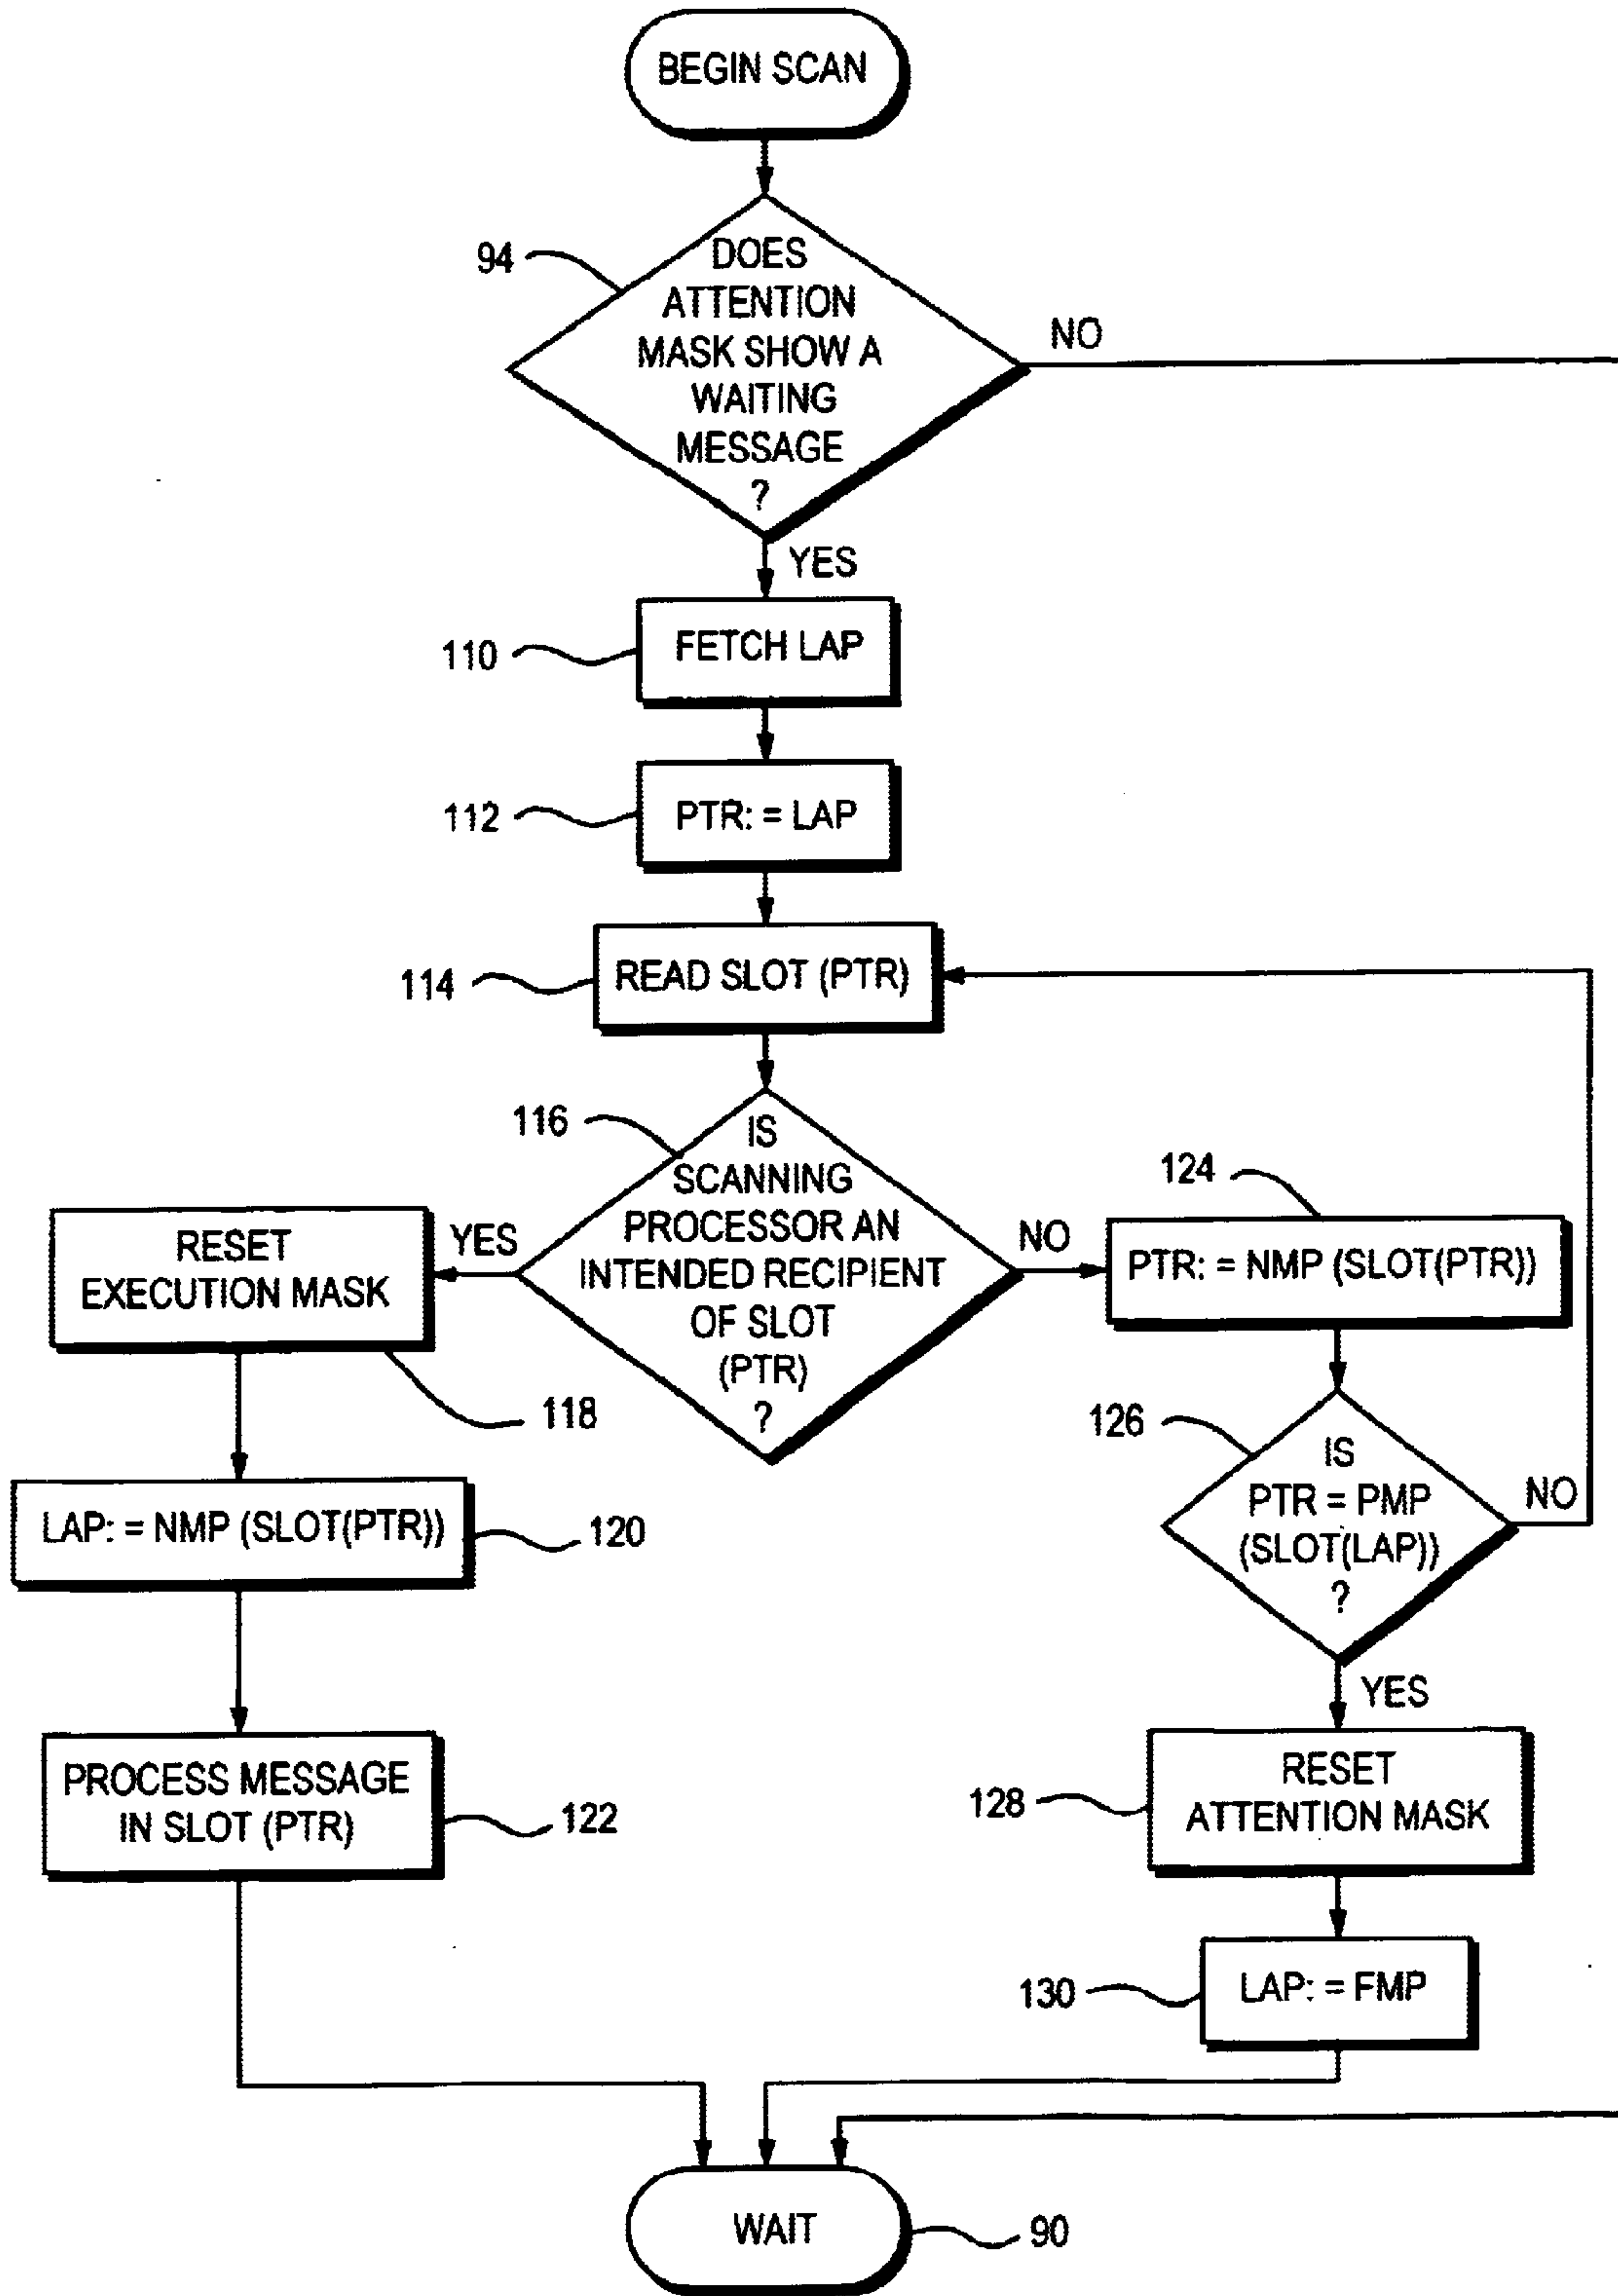 BEGIN SCAN
94
DOES
ATTENTION
MASK SHOW A
WAITING
MESSAGE
?
NO
YES
110
FETCH LAP
112
PTR: = LAP
114
READ SLOT (PTR)
116
IS
SCANNING
PROCESSOR AN
INTENDED RECIPIENT
OF SLOT
(PTR)
?
YES
NO
RESET
EXECUTION MASK
118
LAP: = NMP (SLOT(PTR))
120
PROCESS MESSAGE
IN SLOT (PTR)
122
124
PTR: = NMP (SLOT(PTR))
126
IS
PTR = PMP
(SLOT(LAP))
?
NO
YES
RESET
ATTENTION MASK
128
130
LAP: = FMP
WAIT
90